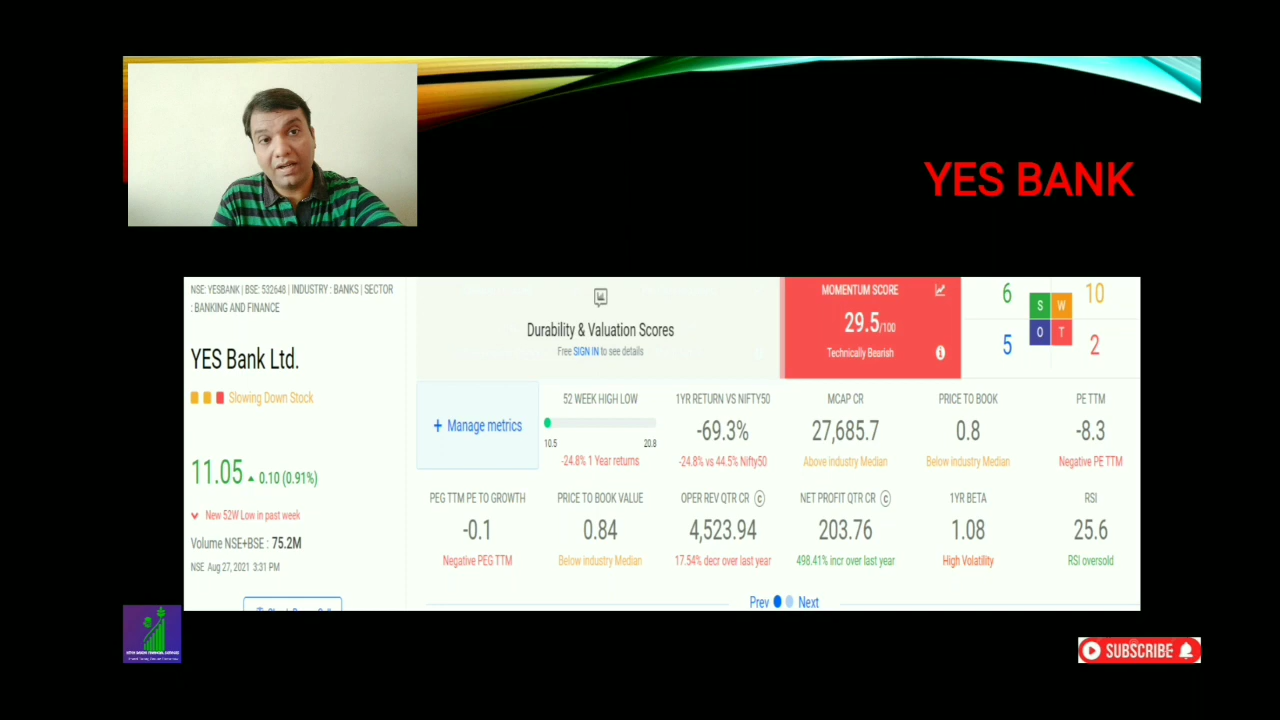 YES BANK
NSE: YESBANK | BSE: 532648 | INDUSTRY : BANKS | SECTOR
: BANKING AND FINANCE
YES Bank Ltd.
Slowing Down Stock
11.05 0.10 (0.91%)
New 52W Low in past week
Volume NSE+BSE : 75.2M
NSE Aug 27, 2021 3:31 PM
Durability & Valuation Scores
Free SIGN IN to see details
MOMENTUM SCORE
29.5/100
Technically Bearish
6 S W 10
5 O T 2
+ Manage metrics
52 WEEK HIGH LOW
10.5 20.8
-24.8% 1 Year returns
1YR RETURN VS NIFTY50
-69.3%
-24.8% vs 44.5% Nifty50
MCAP CR
27,685.7
Above industry Median
PRICE TO BOOK
0.8
Below industry Median
PE TTM
-8.3
Negative PE TTM
PEG TTM PE TO GROWTH
-0.1
Negative PEG TTM
PRICE TO BOOK VALUE
0.84
Below industry Median
OPER REV QTR CR ©
4,523.94
17.54% decr over last year
NET PROFIT QTR CR ©
203.76
498.41% incr over last year
1YR BETA
1.08
High Volatility
RSI
25.6
RSI oversold
Prev Next
SUBSCRIBE